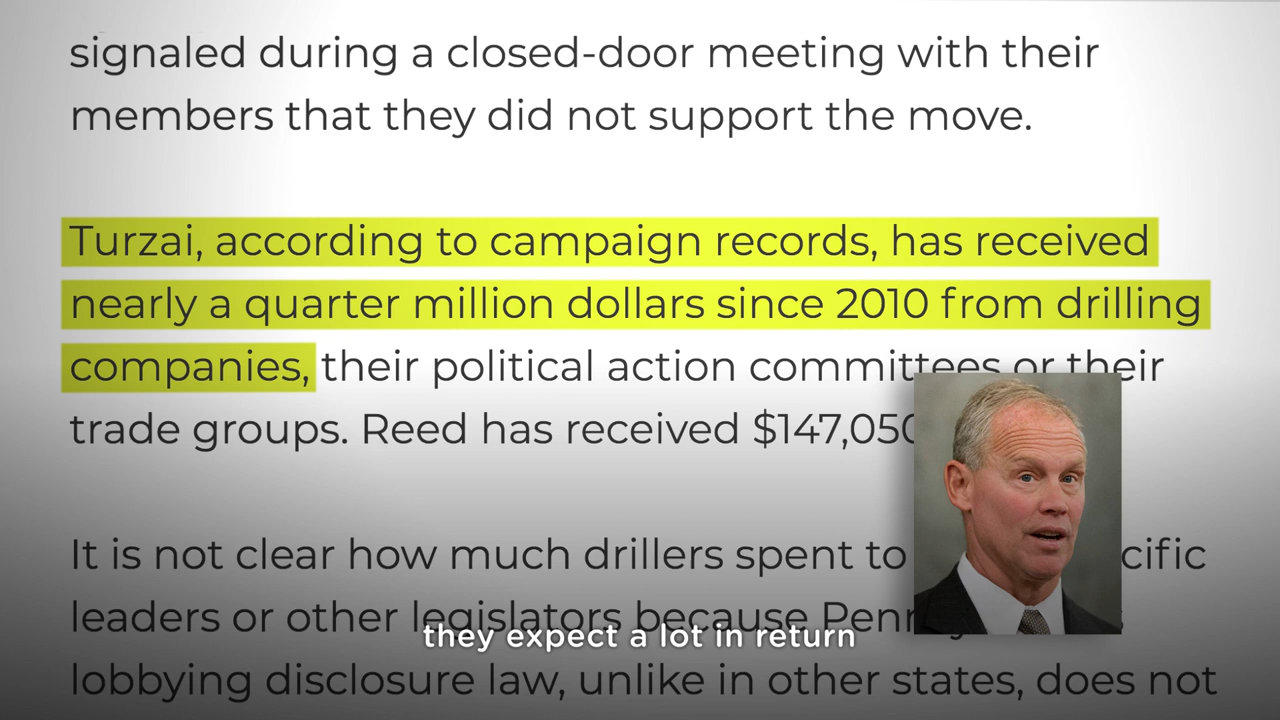 signaled during a closed-door meeting with their
members that they did not support the move.
Turzai, according to campaign records, has received
nearly a quarter million dollars since 2010 from drilling
companies, their political action committees or their
trade groups. Reed has received $147,050
It is not clear how much drillers spent to
leaders or other legislators because
they expect a lot in return
lobbying disclosure law, unlike in other states, does not